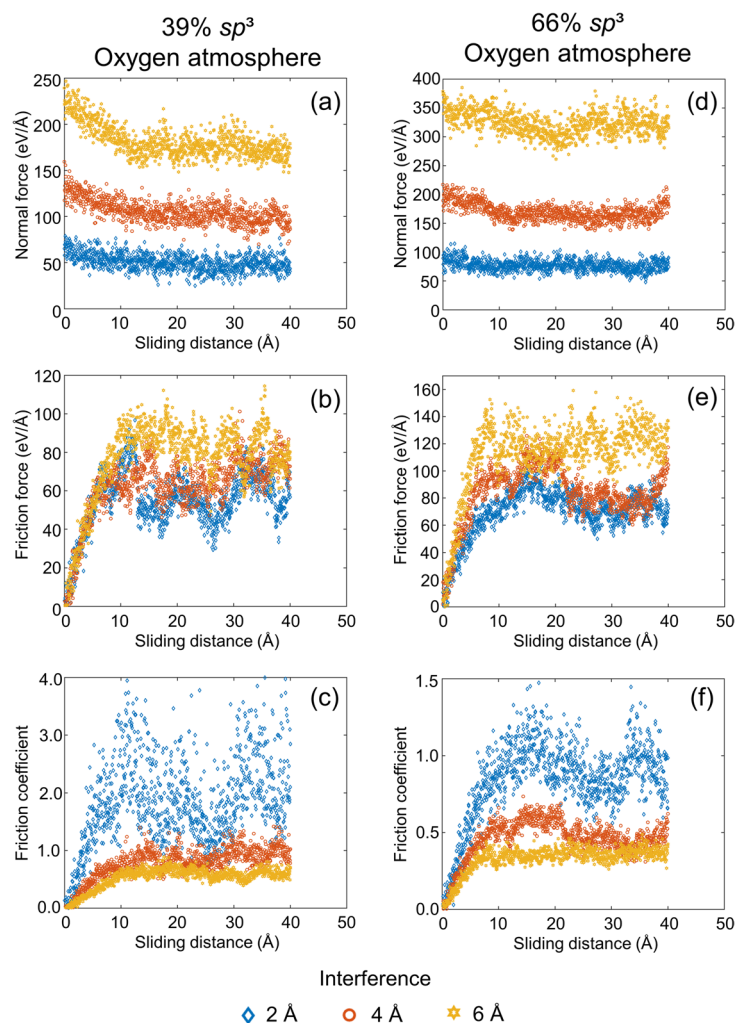 39% sp³
Oxygen atmosphere
66% sp³
Oxygen atmosphere
(a)
Normal force (eV/Å)
250
200
150
100
50
0
0 10 20 30 40 50
Sliding distance (Å)
(d)
Normal force (eV/Å)
400
350
300
250
200
150
100
50
0
0 10 20 30 40 50
Sliding distance (Å)
(b)
Friction force (eV/Å)
120
100
80
60
40
20
0
0 10 20 30 40 50
Sliding distance (Å)
(e)
Friction force (eV/Å)
160
140
120
100
80
60
40
20
0
0 10 20 30 40 50
Sliding distance (Å)
(c)
Friction coefficient
4.0
3.0
2.0
1.0
0.0
0 10 20 30 40 50
Sliding distance (Å)
(f)
Friction coefficient
1.5
1.0
0.5
0.0
0 10 20 30 40 50
Sliding distance (Å)
Interference
2 Å 4 Å 6 Å